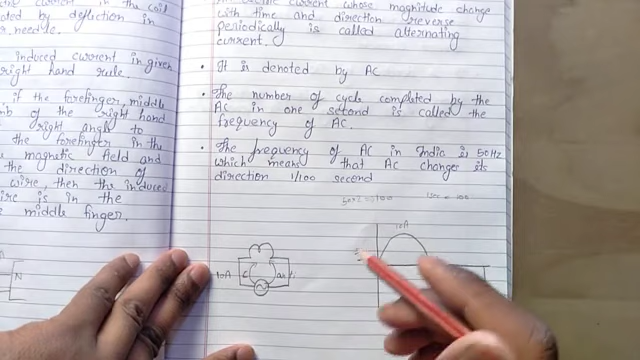 current in the coil
by deflection in
needle.
induced current in given
right hand rule.
if the forefinger, middle
of the right hand
right angle to
the forefinger in the
magnetic field and
the direction of
wire, then the induced
is in the
middle finger.
N
current whose magnitude change
with time and direction reverse
periodically is called alternating
current.
• It is denoted by AC
• The number of cycle completed by the
AC in one second is called the
frequency of AC.
• The frequency of AC in India is 50Hz
which means that AC changes its
direction 1/100 second
50×2=100
10A
10A